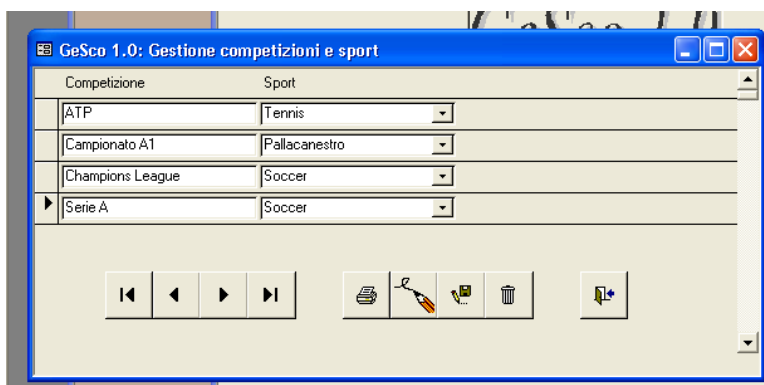 GeSco 1.0: Gestione competizioni e sport
Competizione Sport
ATP Tennis
Campionato A1 Pallacanestro
Champions League Soccer
Serie A Soccer